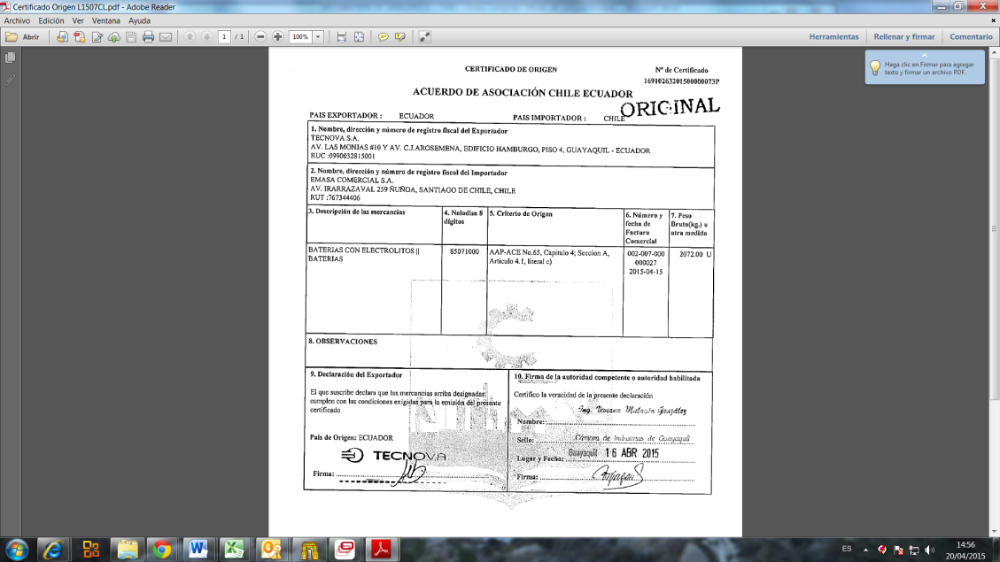 Certificado Origen L1507CL.pdf - Adobe Reader
Archivo Edición Ver Ventana Ayuda
Abrir 1 / 1 100% Herramientas Rellenar y firmar Comentario
Haga clic en Firmar para agregar
texto y firmar un archivo PDF.
CERTIFICADO DE ORIGEN
Nº de Certificado
16910263201500000073P
ACUERDO DE ASOCIACIÓN CHILE ECUADOR
ORIGINAL
PAIS EXPORTADOR : ECUADOR PAIS IMPORTADOR : CHILE
1. Nombre, dirección y número de registro fiscal del Exportador
TECNOVA S.A.
AV. LAS MONJAS #10 Y AV. C.J.AROSEMENA, EDIFICIO HAMBURGO, PISO 4, GUAYAQUIL - ECUADOR
RUC :0990032815001
2. Nombre, dirección y número de registro fiscal del Importador
EMASA COMERCIAL S.A.
AV. IRARRAZAVAL 259 ÑUÑOA, SANTIAGO DE CHILE, CHILE
RUT :767344406
3. Descripción de las mercancías
4. Naladisa 8
dígitos
5. Criterio de Origen
6. Número y
fecha de
Factura
Comercial
7. Peso
Bruto(kg.) u
otra medida
BATERIAS CON ELECTROLITOS ||
BATERIAS
85071000
AAP-ACE No.65, Capitulo 4; Seccion A,
Articulo 4.1, literal c)
002-007-000
000027
2015-04-15
2072.00 U
8. OBSERVACIONES
9. Declaración del Exportador
El que suscribe declara que las mercancías arriba designadas
cumplen con las condiciones exigidas para la emisión del presente
certificado
País de Origen: ECUADOR
TECNOVA
Firma:
10. Firma de la autoridad competente o autoridad habilitada
Certifico la veracidad de la presente declaración
Ing. Viviana Malagón González
Nombre:
Sello: Cámara de Industrias de Guayaquil
Lugar y Fecha: Guayaquil 16 ABR 2015
Firma:
ES
14:56
20/04/2015